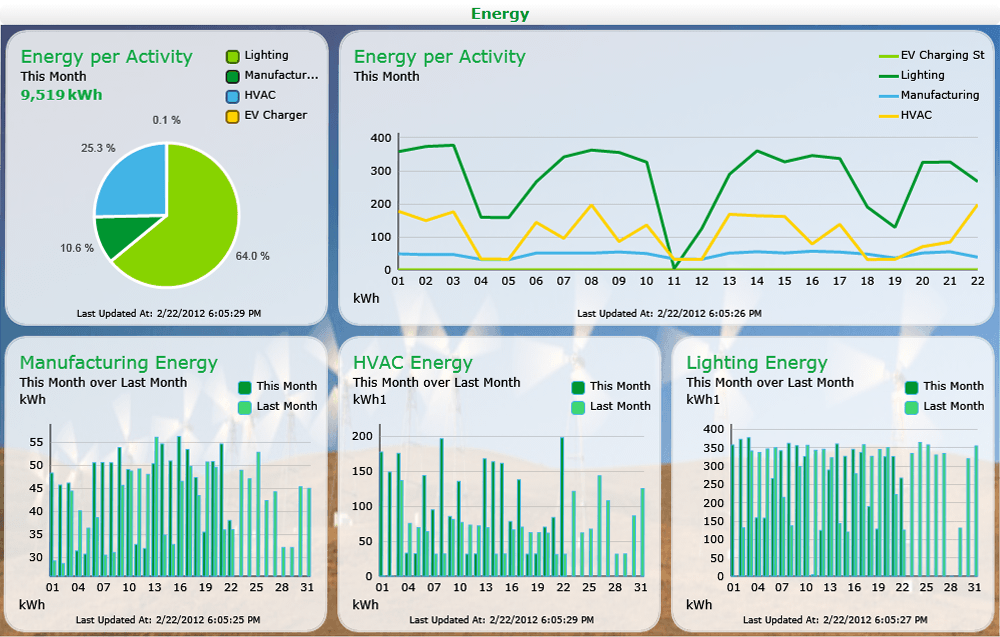 Energy
Energy per Activity
This Month
9,519 kWh
Lighting
Manufactur...
HVAC
EV Charger
0.1 %
25.3 %
10.6 %
64.0 %
Last Updated At: 2/22/2012 6:05:29 PM
Energy per Activity
This Month
EV Charging St
Lighting
Manufacturing
HVAC
400
300
200
100
0
01 02 03 04 05 06 07 08 09 10 11 12 13 14 15 16 17 18 19 20 21 22
kWh
Last Updated At: 2/22/2012 6:05:26 PM
Manufacturing Energy
This Month over Last Month
kWh
This Month
Last Month
55
50
45
40
35
30
01 04 07 10 13 16 19 22 25 28 31
kWh
Last Updated At: 2/22/2012 6:05:25 PM
HVAC Energy
This Month over Last Month
kWh1
This Month
Last Month
200
150
100
50
0
01 04 07 10 13 16 19 22 25 28 31
kWh
Last Updated At: 2/22/2012 6:05:29 PM
Lighting Energy
This Month over Last Month
kWh1
This Month
Last Month
400
350
300
250
200
150
100
50
0
01 04 07 10 13 16 19 22 25 28 31
kWh
Last Updated At: 2/22/2012 6:05:27 PM